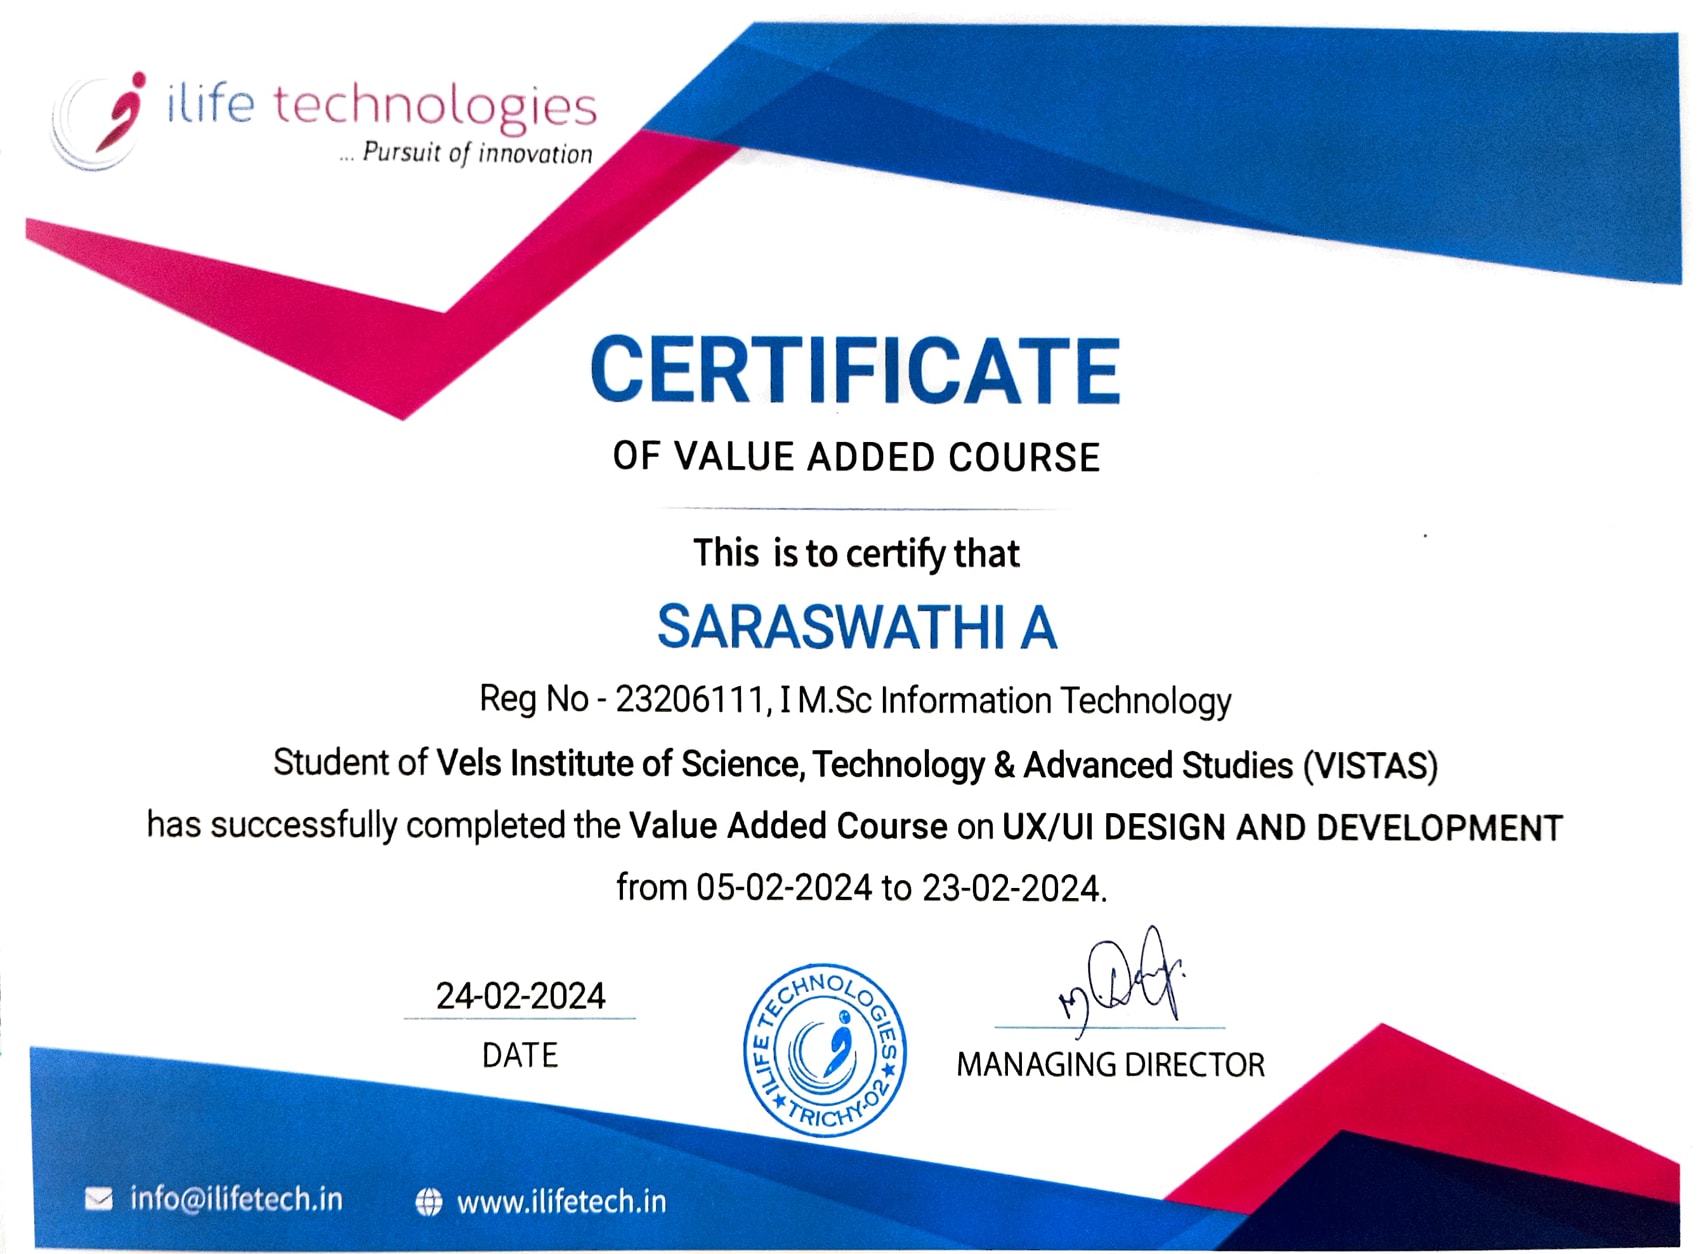 ilife technologies
... Pursuit of innovation
CERTIFICATE
OF VALUE ADDED COURSE
This is to certify that
SARASWATHI A
Reg No - 23206111, I M.Sc Information Technology
Student of Vels Institute of Science, Technology & Advanced Studies (VISTAS)
has successfully completed the Value Added Course on UX/UI DESIGN AND DEVELOPMENT
from 05-02-2024 to 23-02-2024.
24-02-2024
DATE
ILIFE TECHNOLOGIES
TRICHY-02
MANAGING DIRECTOR
info@ilifetech.in
www.ilifetech.in